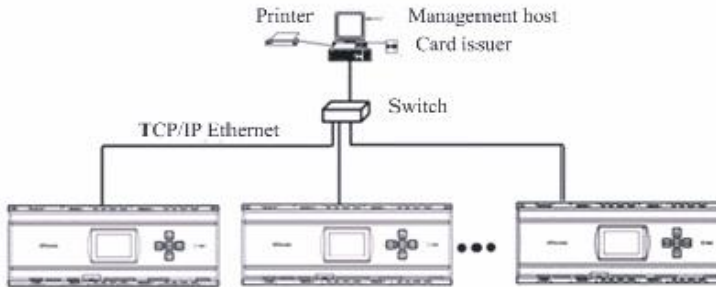 Printer
Management host
Card issuer
Switch
TCP/IP Ethernet